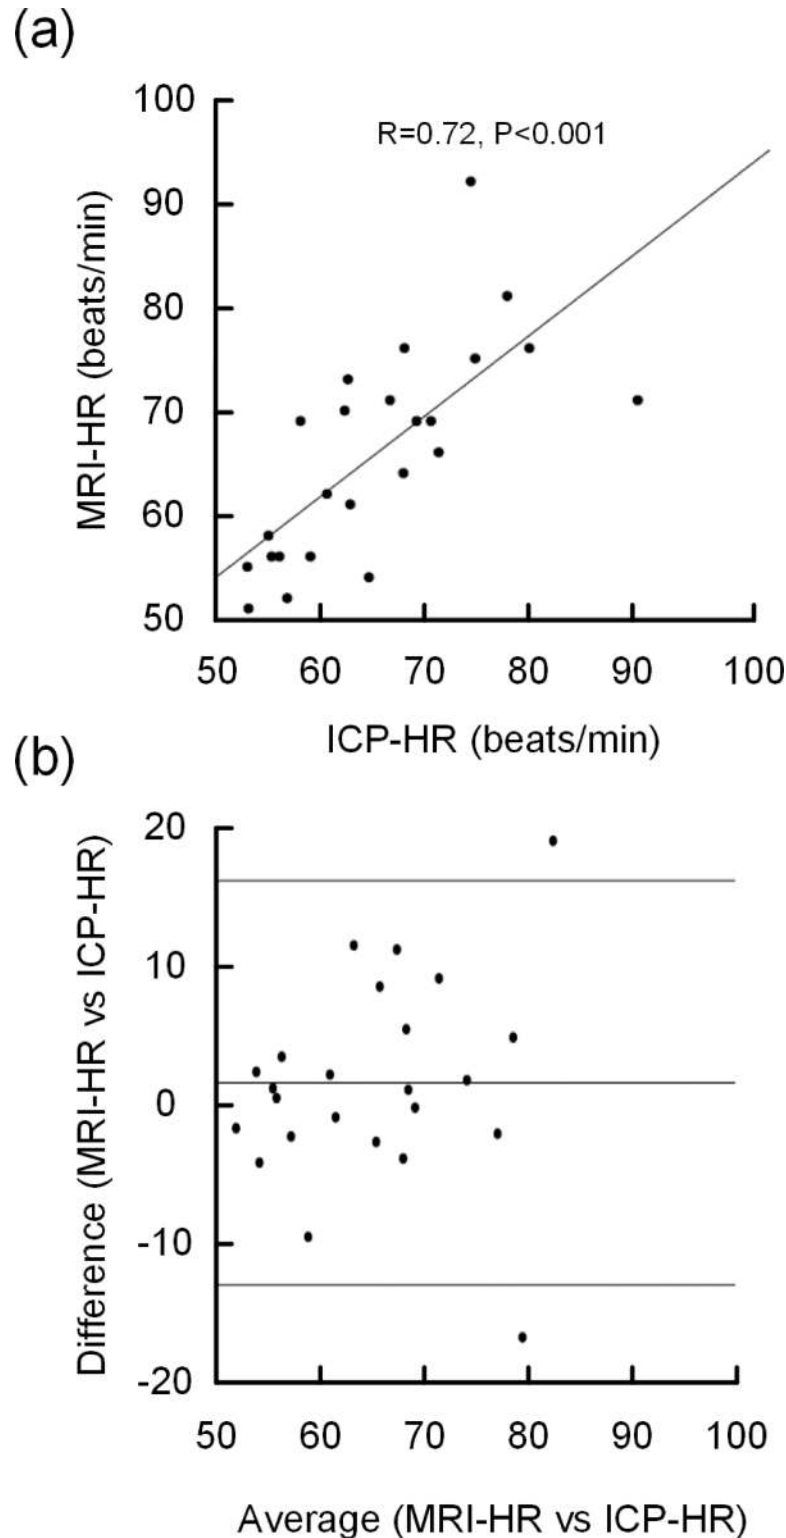 (a)
R=0.72, P<0.001
100
90
80
70
60
50
MRI-HR (beats/min)
50 60 70 80 90 100
ICP-HR (beats/min)
(b)
20
10
0
-10
-20
Difference (MRI-HR vs ICP-HR)
50 60 70 80 90 100
Average (MRI-HR vs ICP-HR)